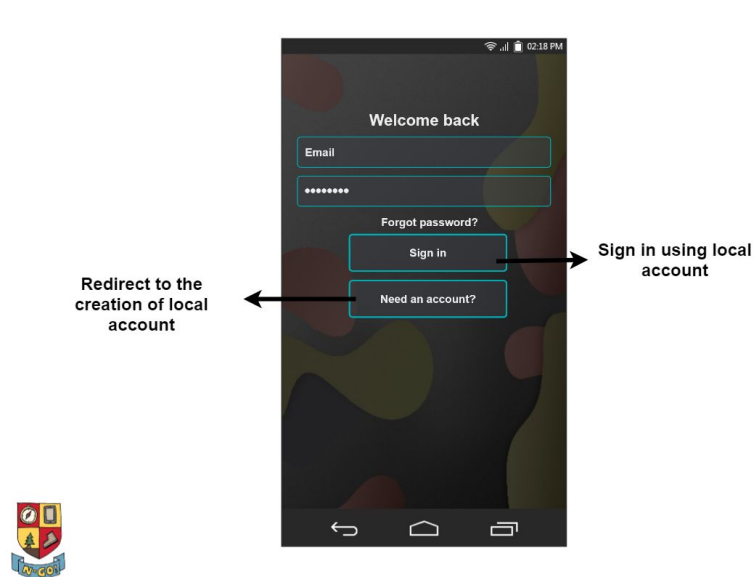 02:18 PM
Welcome back
Email
••••••••
Forgot password?
Sign in
Need an account?
Sign in using local
account
Redirect to the
creation of local
account
N'GO